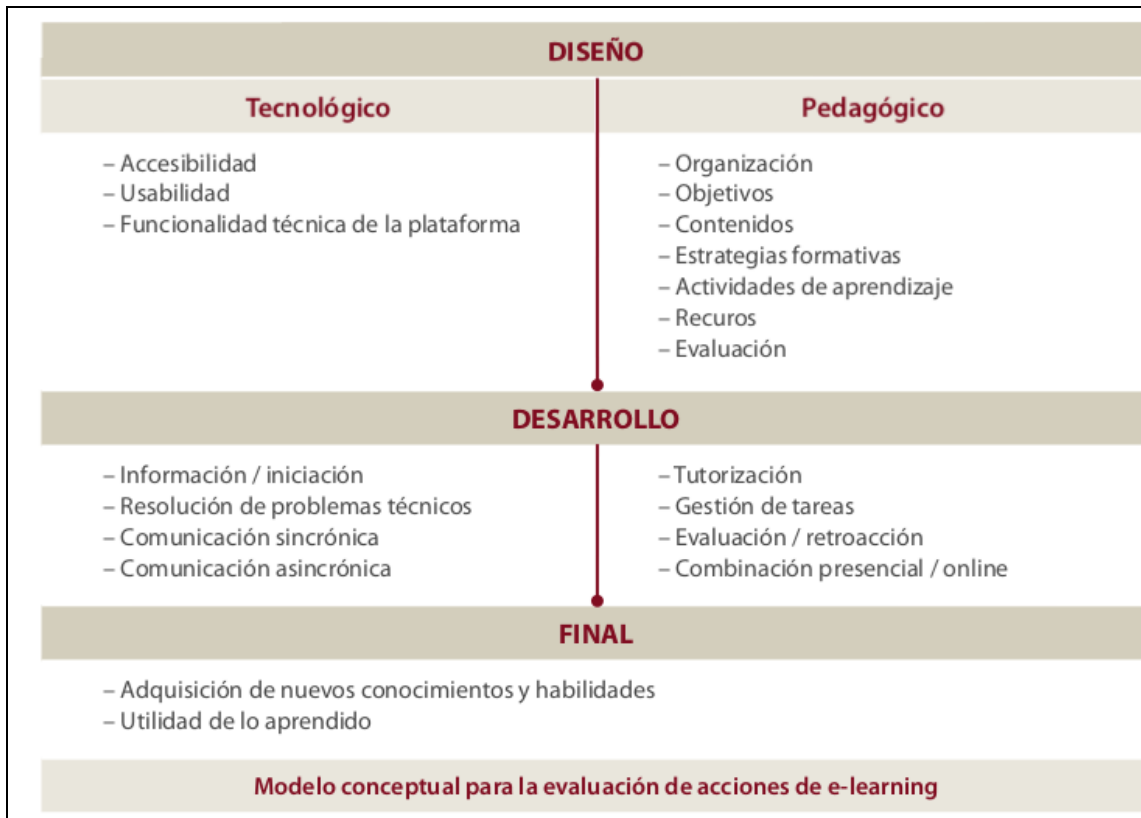 DISEÑO
Tecnológico
– Accesibilidad
– Usabilidad
– Funcionalidad técnica de la plataforma
Pedagógico
– Organización
– Objetivos
– Contenidos
– Estrategias formativas
– Actividades de aprendizaje
– Recuros
– Evaluación
DESARROLLO
– Información / iniciación
– Resolución de problemas técnicos
– Comunicación sincrónica
– Comunicación asincrónica
– Tutorización
– Gestión de tareas
– Evaluación / retroacción
– Combinación presencial / online
FINAL
– Adquisición de nuevos conocimientos y habilidades
– Utilidad de lo aprendido
Modelo conceptual para la evaluación de acciones de e-learning